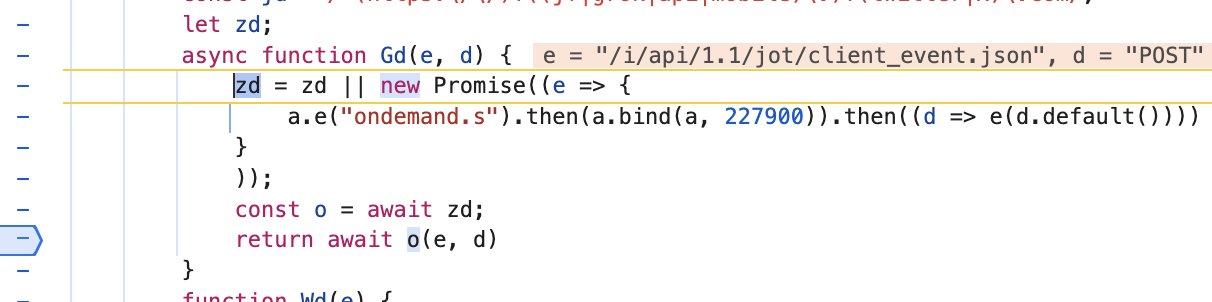 let zd;
async function Gd(e, d) { e = "/i/api/1.1/jot/client_event.json", d = "POST"
zd = zd || new Promise((e => {
a.e("ondemand.s").then(a.bind(a, 227900)).then((d => e(d.default())))
}
));
const o = await zd;
return await o(e, d)
}
function Wd(e) {